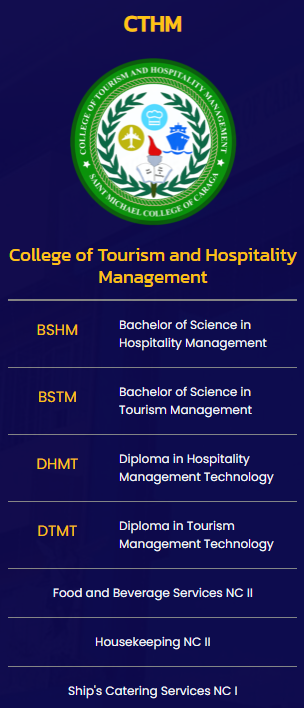 CTHM
COLLEGE OF TOURISM AND HOSPITALITY MANAGEMENT
SAINT MICHAEL COLLEGE OF CARAGA
College of Tourism and Hospitality
Management
BSHM
Bachelor of Science in
Hospitality Management
BSTM
Bachelor of Science in
Tourism Management
DHMT
Diploma in Hospitality
Management Technology
DTMT
Diploma in Tourism
Management Technology
Food and Beverage Services NC II
Housekeeping NC II
Ship's Catering Services NC I